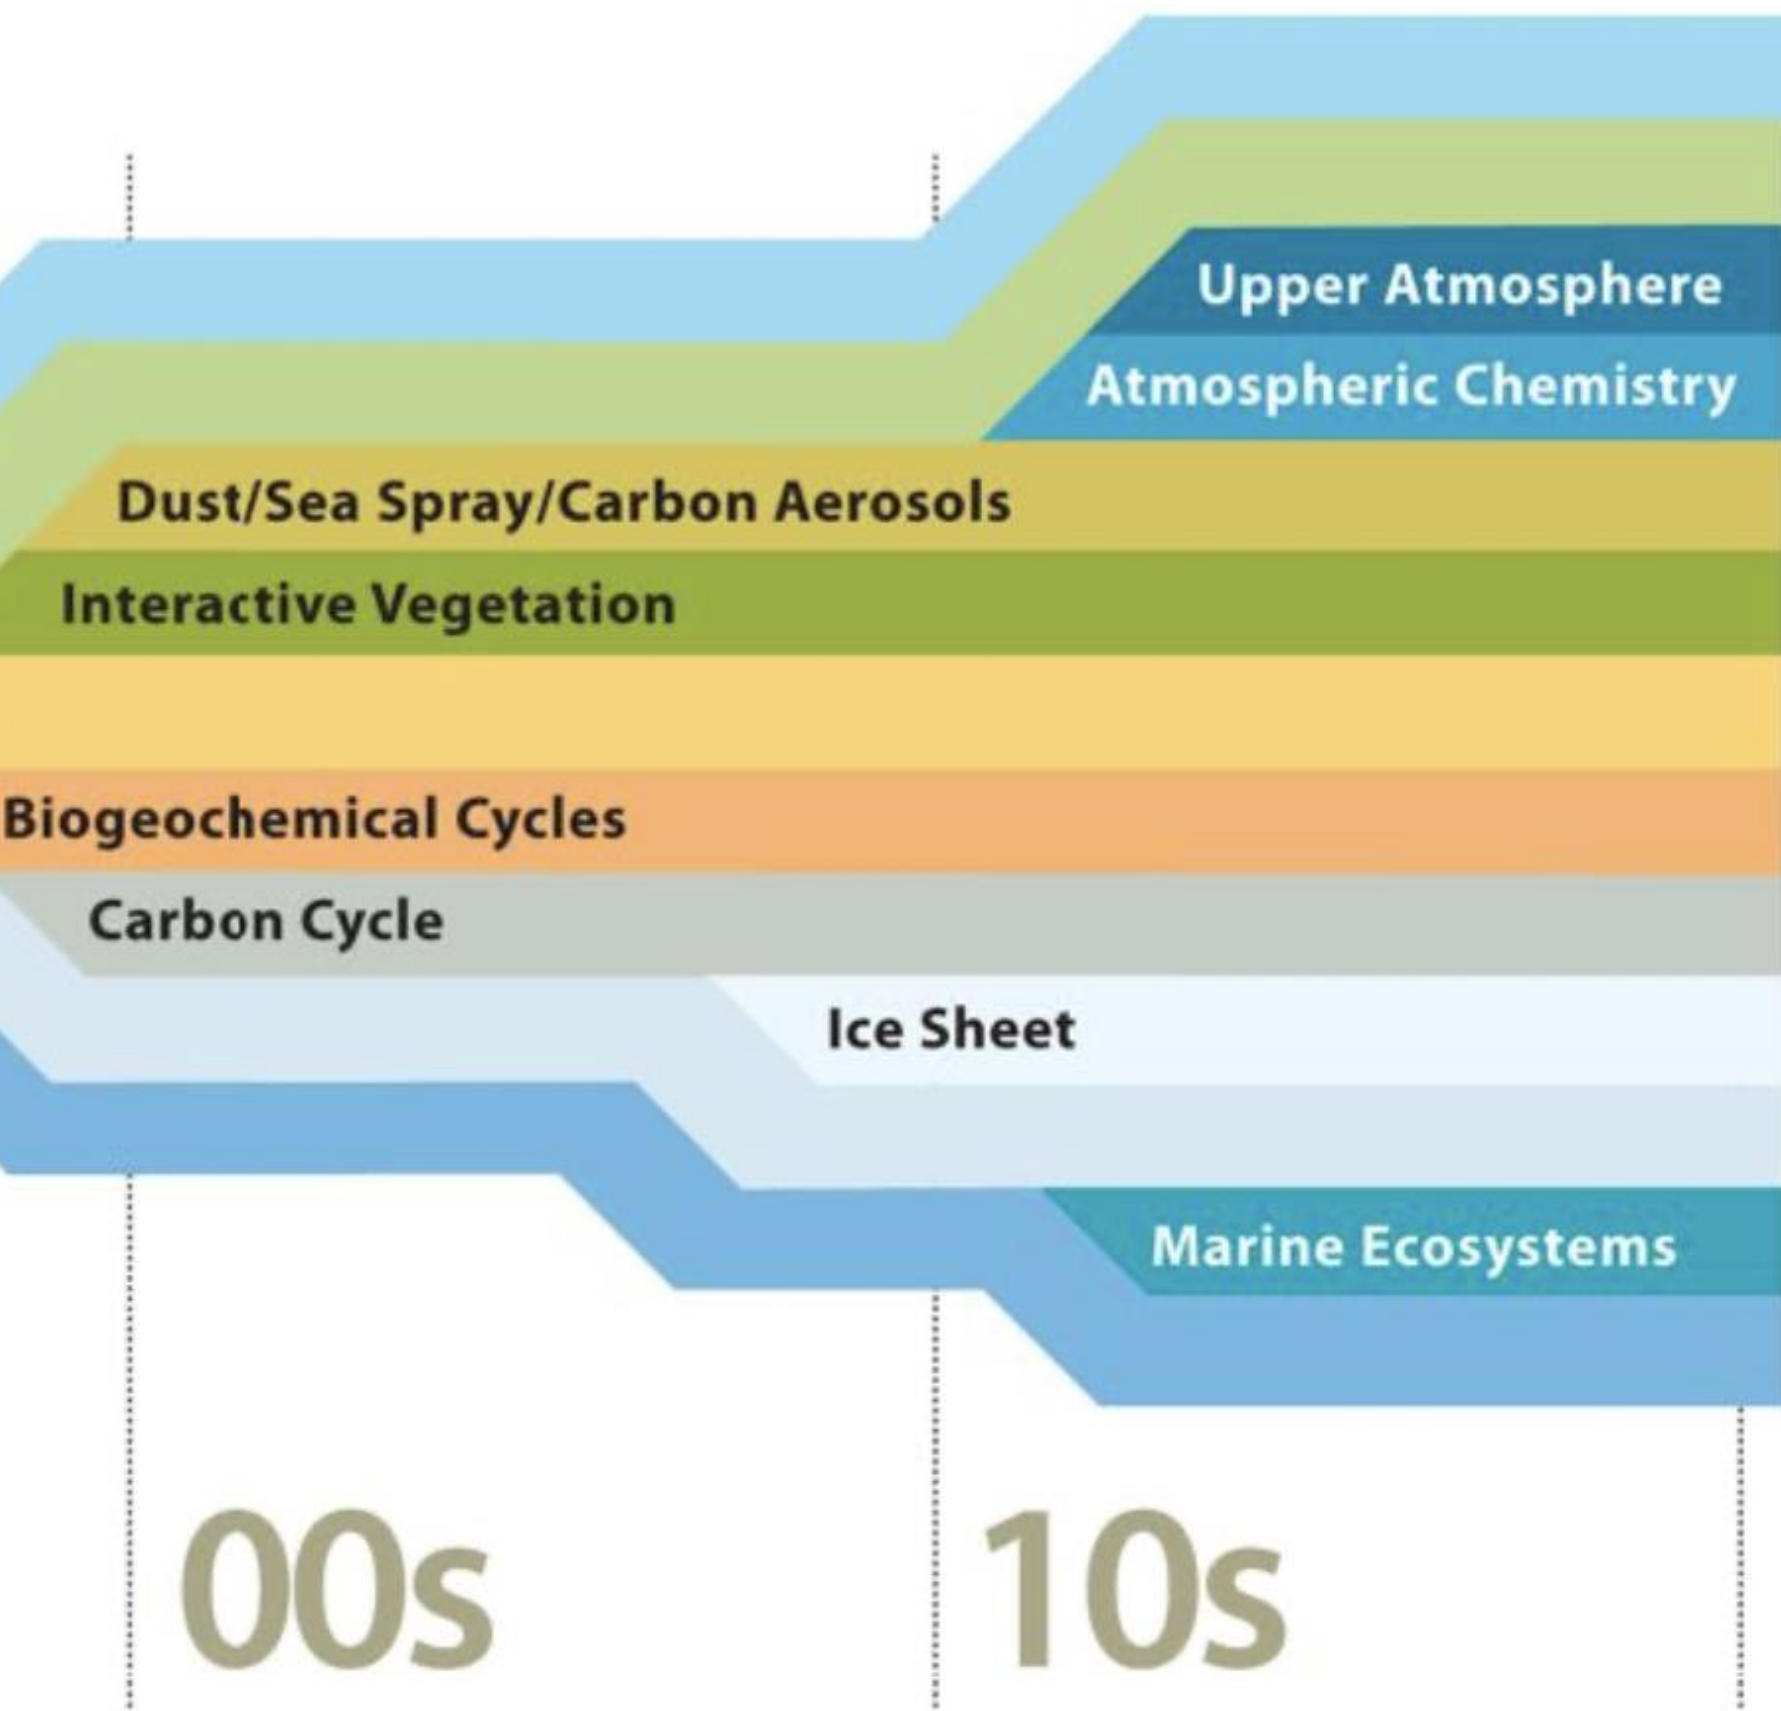 Upper Atmosphere
Atmospheric Chemistry
Dust/Sea Spray/Carbon Aerosols
Interactive Vegetation
Biogeochemical Cycles
Carbon Cycle
Ice Sheet
Marine Ecosystems
00s
10s